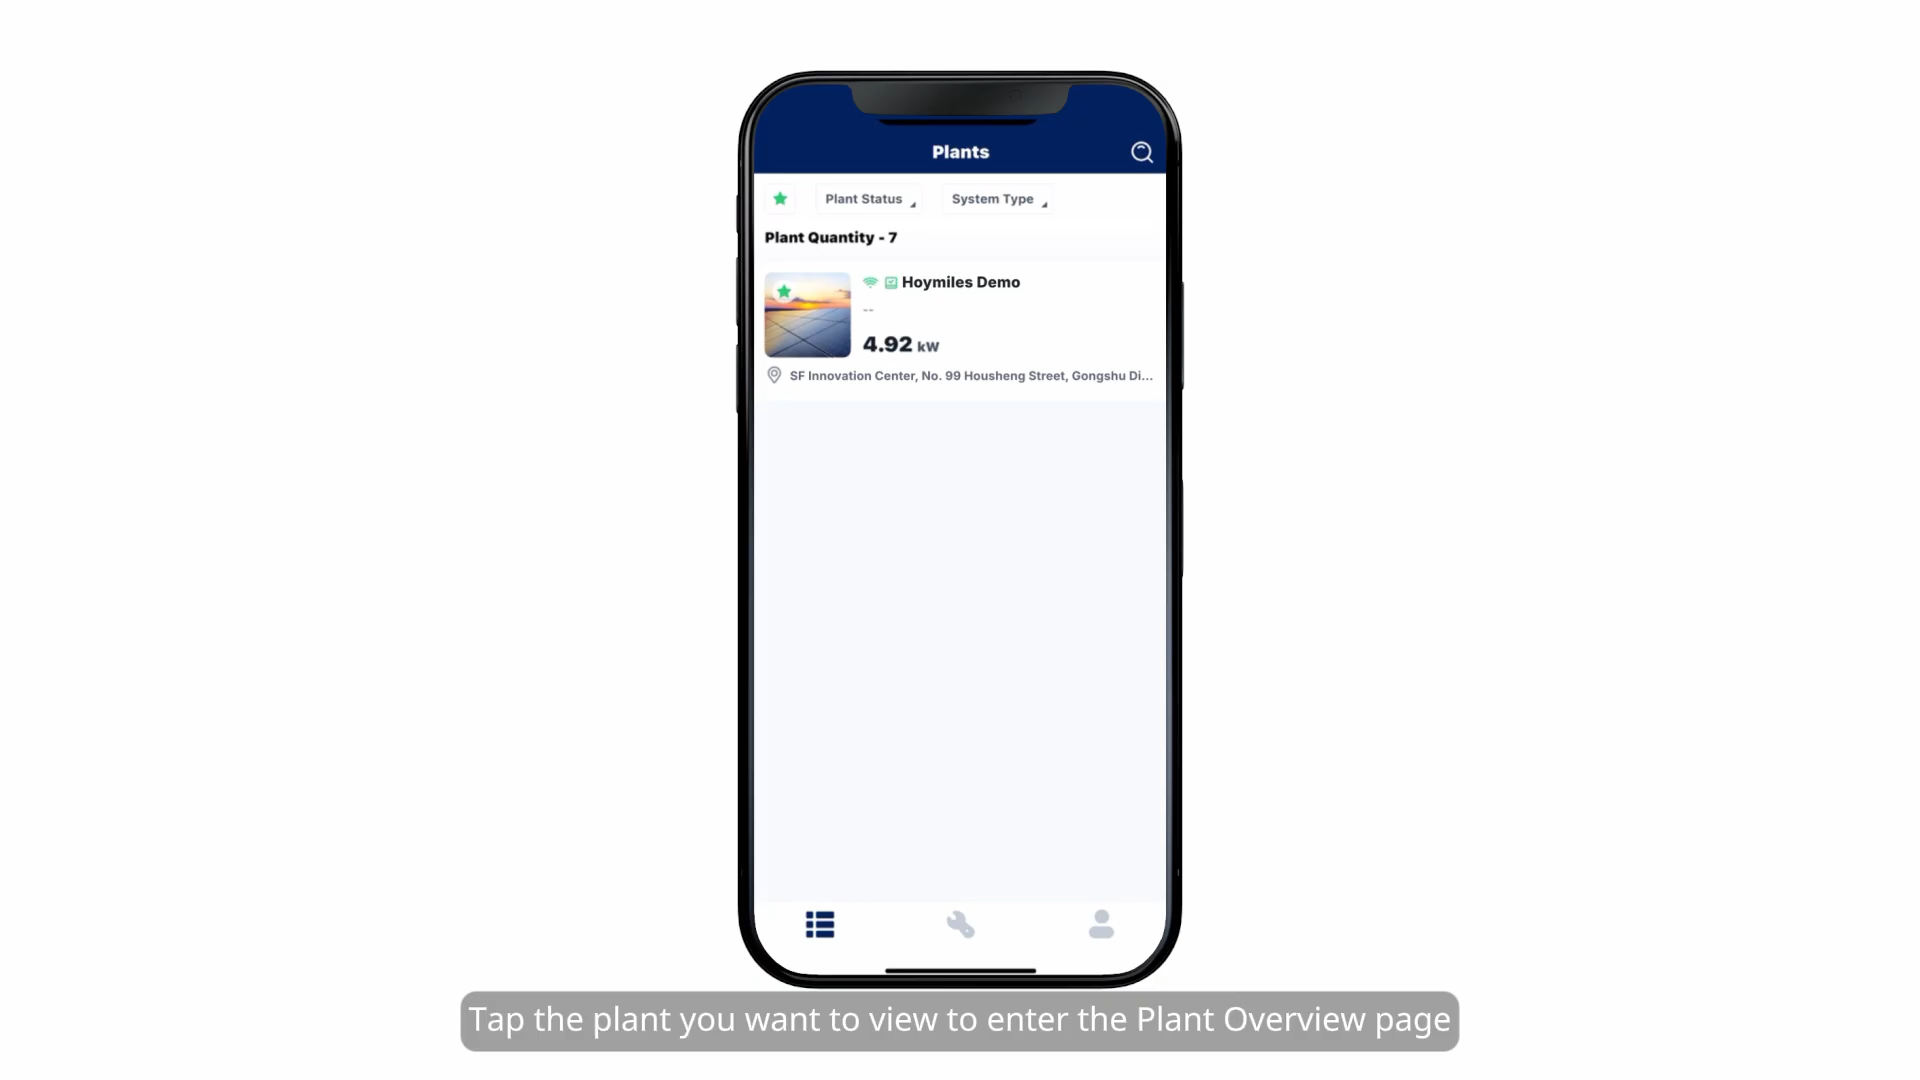 Plants
Plant Status
System Type
Plant Quantity - 7
Hoymiles Demo
--
4.92 kW
SF Innovation Center, No. 99 Housheng Street, Gongshu Di...
Tap the plant you want to view to enter the Plant Overview page